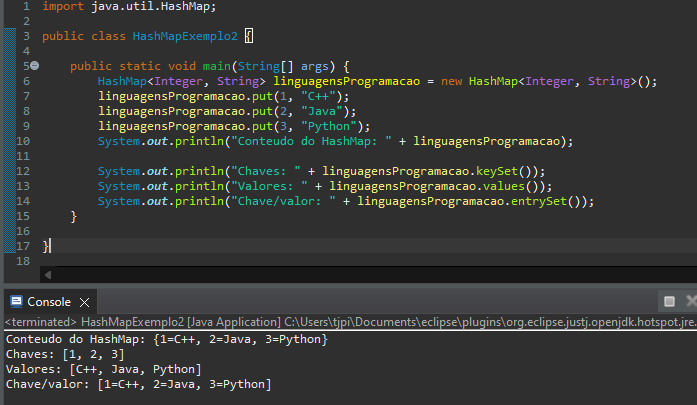 1 import java.util.HashMap;
2
3 public class HashMapExemplo2 {
4
5 public static void main(String[] args) {
6 HashMap<Integer, String> linguagensProgramacao = new HashMap<Integer, String>();
7 linguagensProgramacao.put(1, "C++");
8 linguagensProgramacao.put(2, "Java");
9 linguagensProgramacao.put(3, "Python");
10 System.out.println("Conteudo do HashMap: " + linguagensProgramacao);
11
12 System.out.println("Chaves: " + linguagensProgramacao.keySet());
13 System.out.println("Valores: " + linguagensProgramacao.values());
14 System.out.println("Chave/valor: " + linguagensProgramacao.entrySet());
15 }
16
17 }
18
Console
<terminated> HashMapExemplo2 [Java Application] C:\Users\tjpi\Documents\eclipse\plugins\org.eclipse.justj.openjdk.hotspot.jre.
Conteudo do HashMap: {1=C++, 2=Java, 3=Python}
Chaves: [1, 2, 3]
Valores: [C++, Java, Python]
Chave/valor: [1=C++, 2=Java, 3=Python]